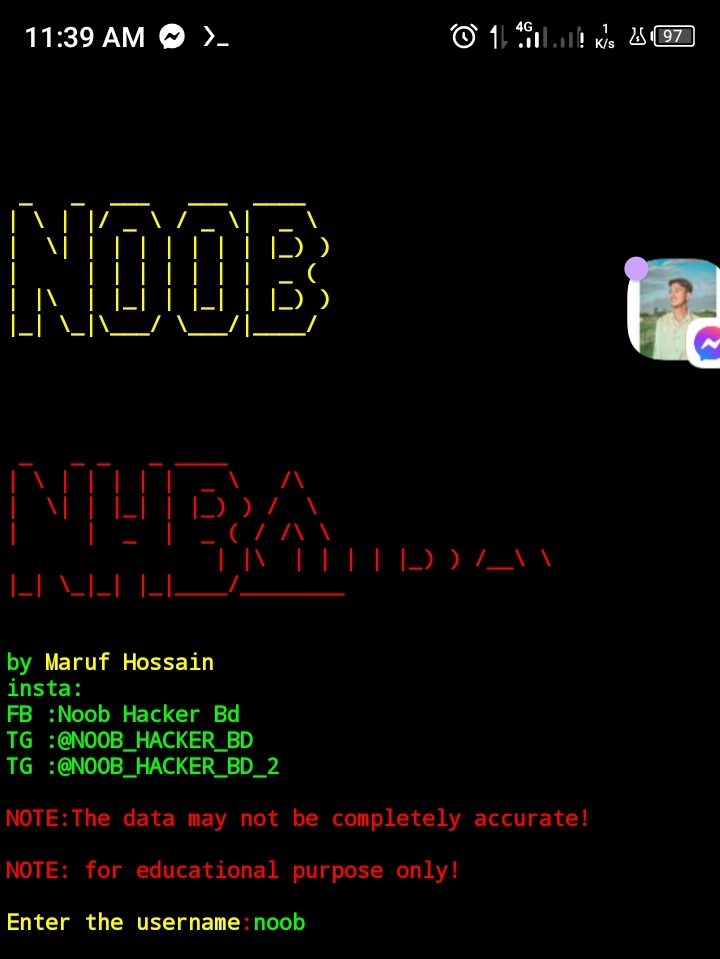 11:39 AM 4G 1 K/s 97
NOOB
NHBA
by Maruf Hossain
insta:
FB :Noob Hacker Bd
TG :@NOOB_HACKER_BD
TG :@NOOB_HACKER_BD_2
NOTE:The data may not be completely accurate!
NOTE: for educational purpose only!
Enter the username:noob